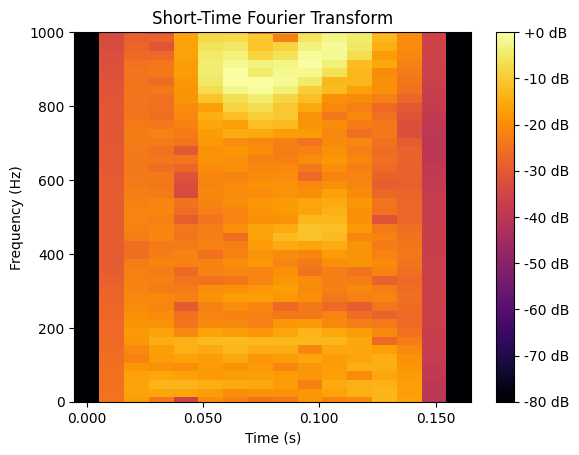 Short-Time Fourier Transform
1000
800
600
400
200
0
Frequency (Hz)
0.000
0.050
0.100
0.150
Time (s)
+0 dB
-10 dB
-20 dB
-30 dB
-40 dB
-50 dB
-60 dB
-70 dB
-80 dB